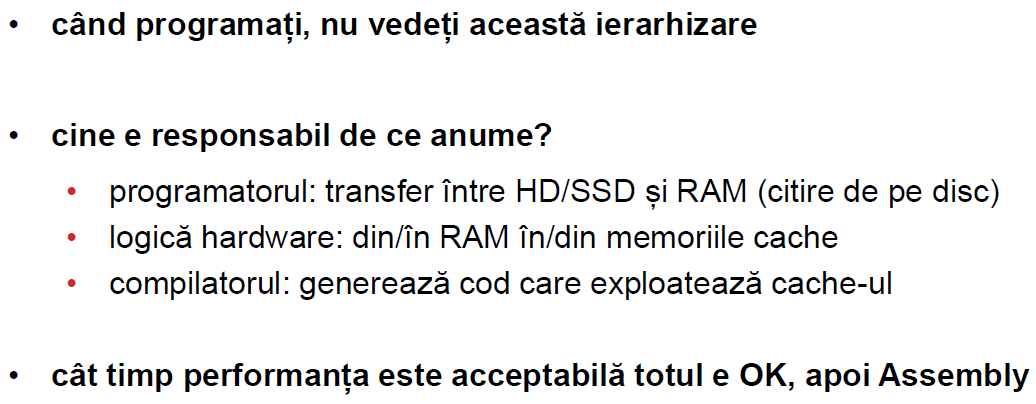 • când programați, nu vedeți această ierarhizare
• cine e responsabil de ce anume?
• programatorul: transfer între HD/SSD și RAM (citire de pe disc)
• logică hardware: din/în RAM în/din memoriile cache
• compilatorul: generează cod care exploatează cache-ul
• cât timp performanța este acceptabilă totul e OK, apoi Assembly